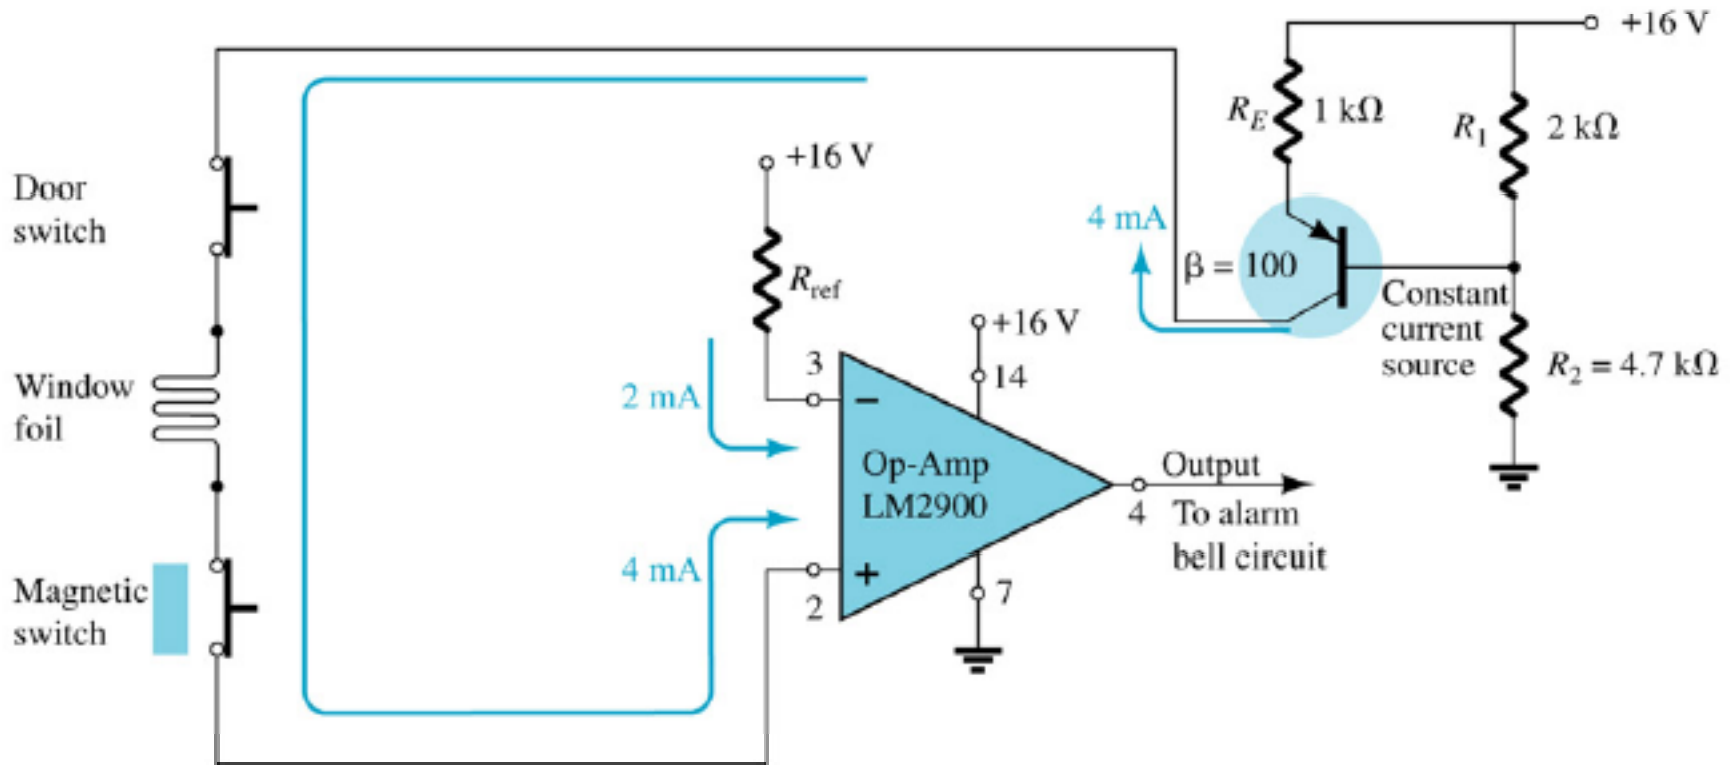 +16 V
R_E
1 kΩ
R_1
2 kΩ
+16 V
Door
switch
4 mA
β = 100
R_ref
Constant
current
source
+16 V
R_2 = 4.7 kΩ
3
14
Window
foil
2 mA
−
Op-Amp
LM2900
Output
4
To alarm
bell circuit
4 mA
+
2
7
Magnetic
switch